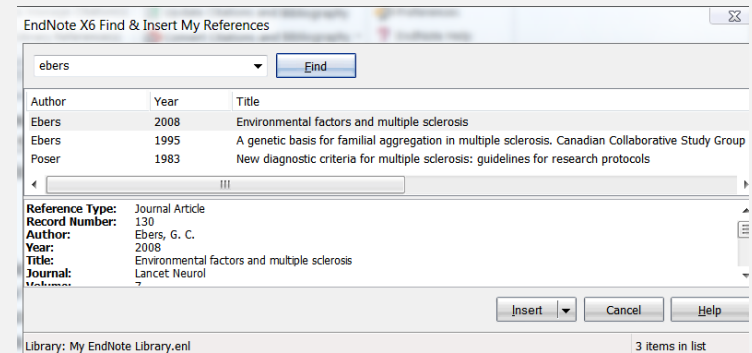 EndNote X6 Find & Insert My References
ebers
Find
Author Year Title
Ebers 2008 Environmental factors and multiple sclerosis
Ebers 1995 A genetic basis for familial aggregation in multiple sclerosis. Canadian Collaborative Study Group
Poser 1983 New diagnostic criteria for multiple sclerosis: guidelines for research protocols
Reference Type: Journal Article
Record Number: 130
Author: Ebers, G. C.
Year: 2008
Title: Environmental factors and multiple sclerosis
Journal: Lancet Neurol
Volume: 7
Insert Cancel Help
Library: My EndNote Library.enl 3 items in list